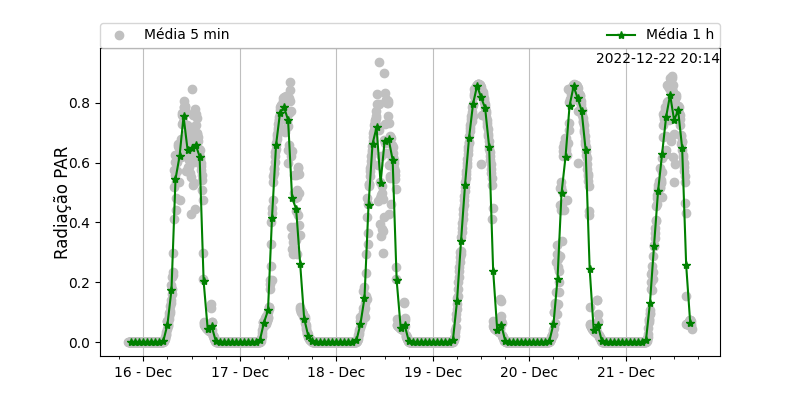 Média 5 min
Média 1 h
2022-12-22 20:14
Radiação PAR
0.8
0.6
0.4
0.2
0.0
16 - Dec
17 - Dec
18 - Dec
19 - Dec
20 - Dec
21 - Dec